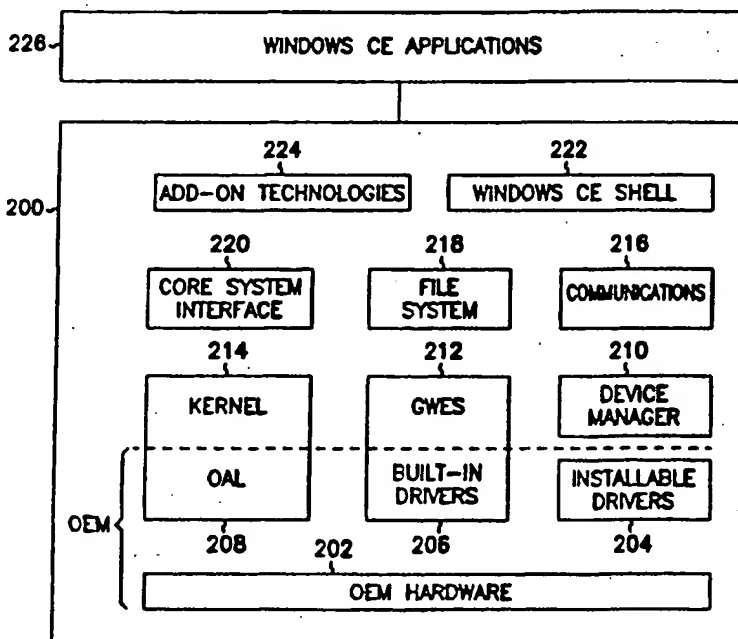 226
WINDOWS CE APPLICATIONS
200
224
222
ADD-ON TECHNOLOGIES
WINDOWS CE SHELL
220
218
216
CORE SYSTEM
INTERFACE
FILE
SYSTEM
COMMUNICATIONS
214
212
210
KERNEL
GWES
DEVICE
MANAGER
OEM
OAL
BUILT-IN
DRIVERS
INSTALLABLE
DRIVERS
208
206
204
202
OEM HARDWARE